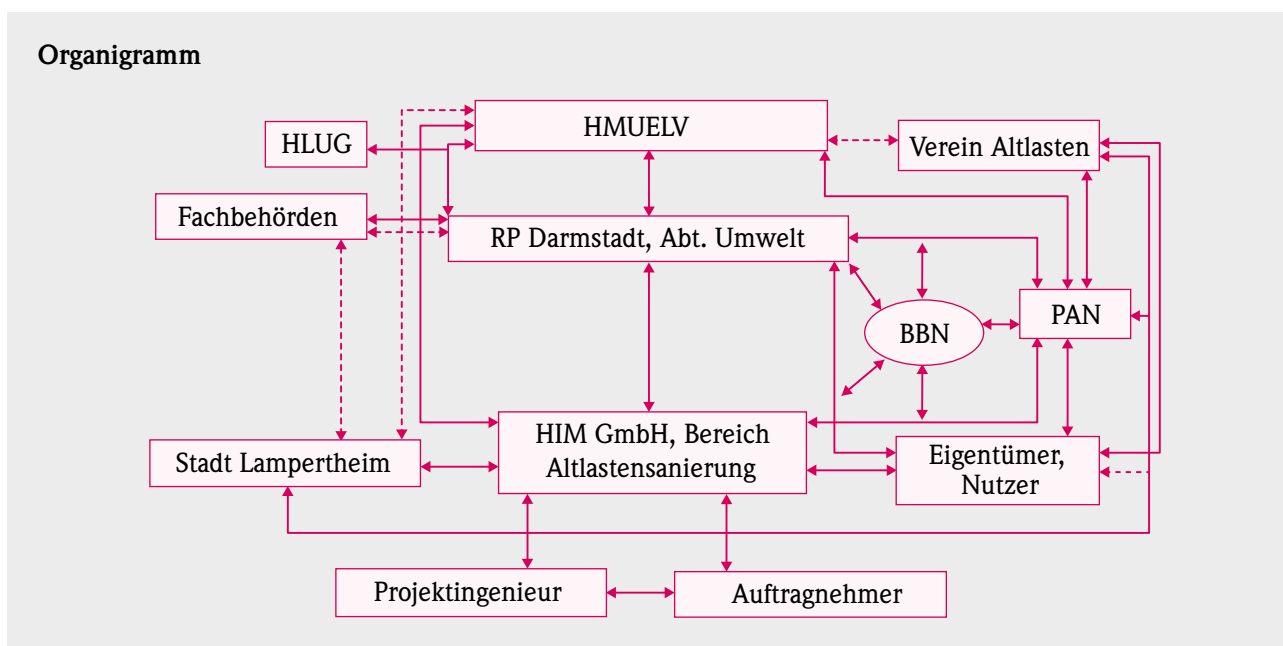 Organigramm
HMUELV
HLUG
Verein Altlasten
Fachbehörden
RP Darmstadt, Abt. Umwelt
PAN
BBN
HIM GmbH, Bereich
Altlastensanierung
Stadt Lampertheim
Eigentümer,
Nutzer
Projektingenieur
Auftragnehmer